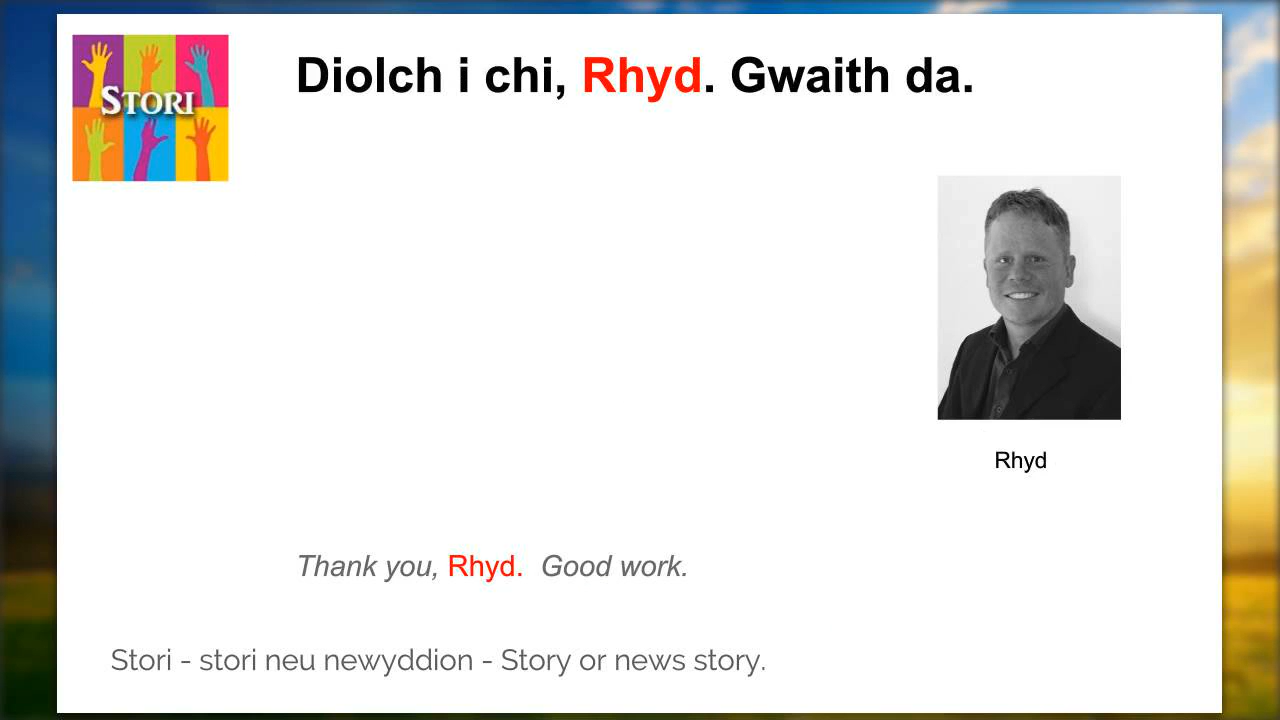 STORI
Diolch i chi, Rhyd. Gwaith da.
Rhyd
Thank you, Rhyd. Good work.
Stori - stori neu newyddion - Story or news story.